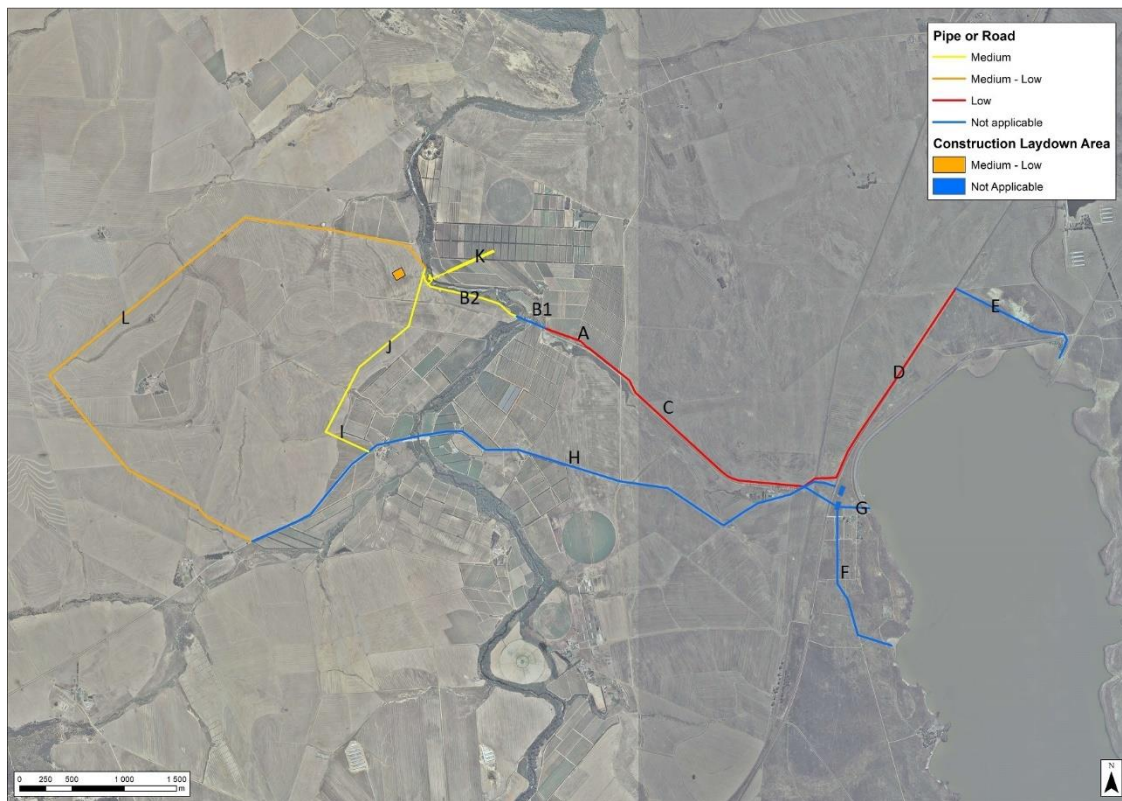 Pipe or Road
Medium
Medium - Low
Low
Not applicable
Construction Laydown Area
Medium - Low
Not Applicable
K
B2
B1
A
E
L
J
D
C
I
H
G
F
0 250 500 1 000 1 500
m
N